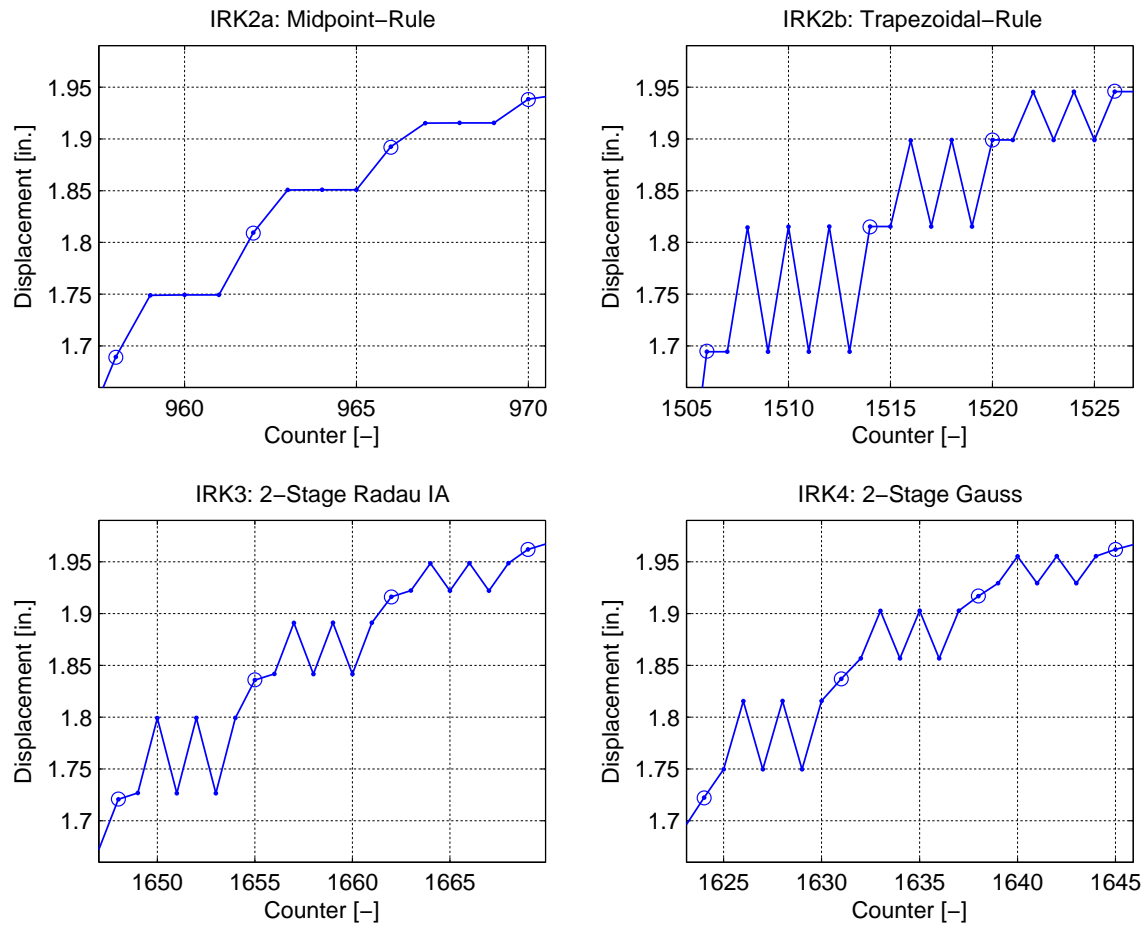 IRK2a: Midpoint−Rule
1.95
1.9
1.85
1.8
1.75
1.7
Displacement [in.]
960 965 970
Counter [−]
IRK2b: Trapezoidal−Rule
1.95
1.9
1.85
1.8
1.75
1.7
Displacement [in.]
1505 1510 1515 1520 1525
Counter [−]
IRK3: 2−Stage Radau IA
1.95
1.9
1.85
1.8
1.75
1.7
Displacement [in.]
1650 1655 1660 1665
Counter [−]
IRK4: 2−Stage Gauss
1.95
1.9
1.85
1.8
1.75
1.7
Displacement [in.]
1625 1630 1635 1640 1645
Counter [−]